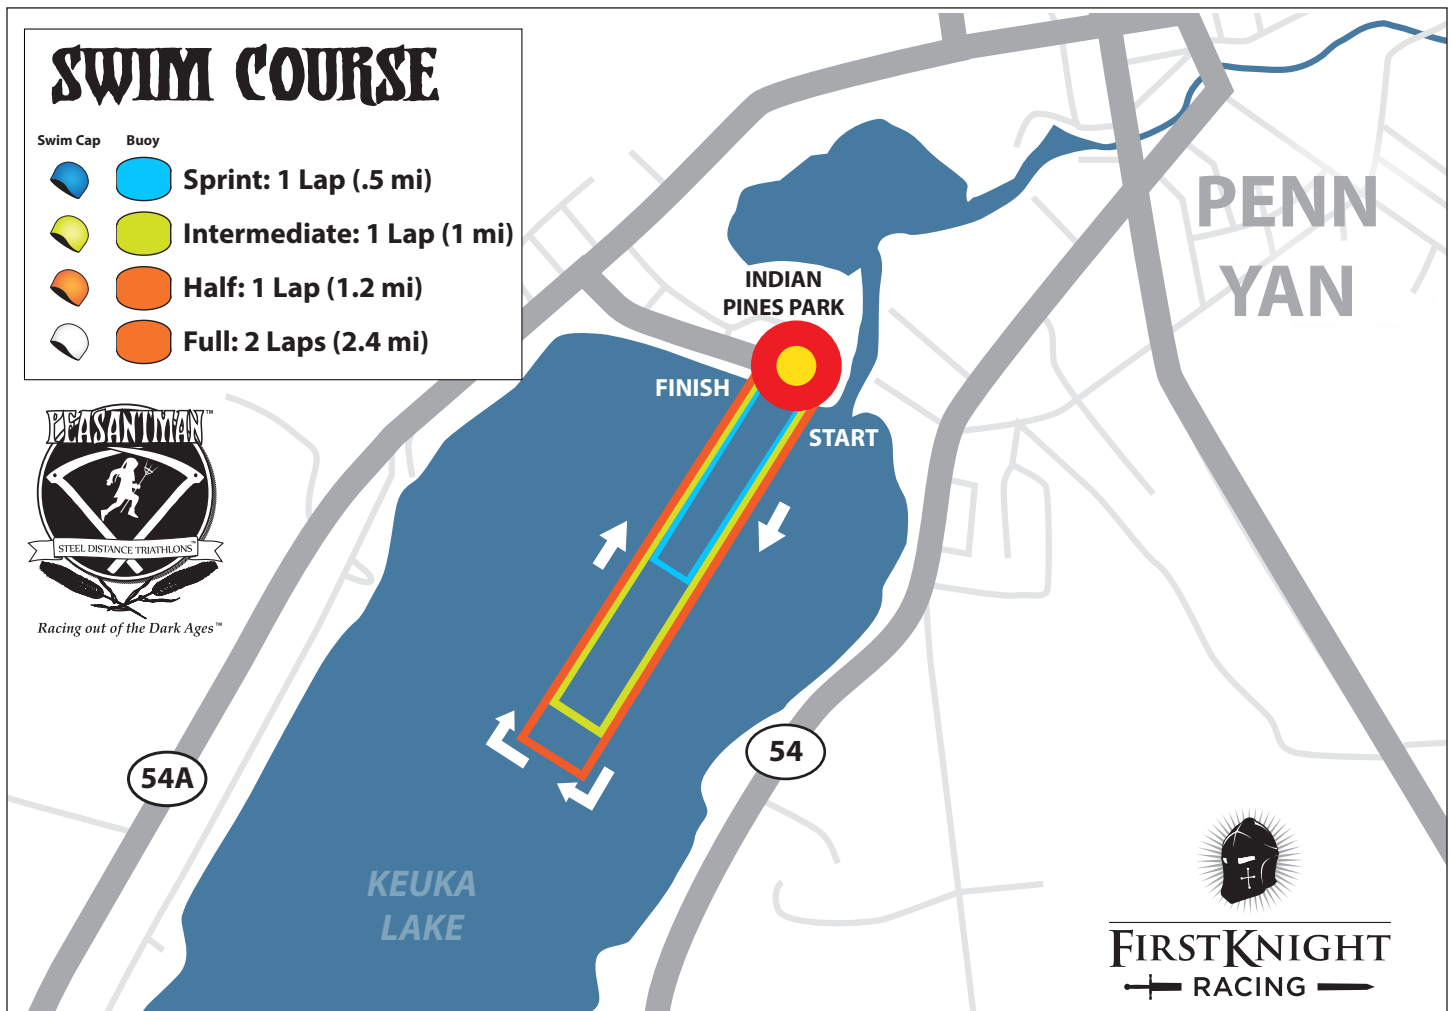 SWIM COURSE
Swim Cap Buoy
Sprint: 1 Lap (.5 mi)
Intermediate: 1 Lap (1 mi)
Half: 1 Lap (1.2 mi)
Full: 2 Laps (2.4 mi)
PEASANTMAN™
STEEL DISTANCE TRIATHLONS™
Racing out of the Dark Ages™
INDIAN
PINES PARK
FINISH
START
PENN
YAN
54A
54
KEUKA
LAKE
FIRSTKNIGHT
RACING